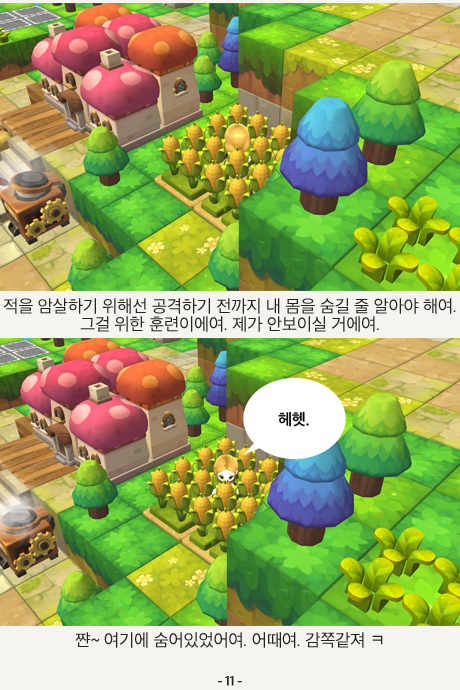 적을 암살하기 위해선 공격하기 전까지 내 몸을 숨길 줄 알아야 해여.
그걸 위한 훈련이에여. 제가 안보이실 거에여.
헤헷.
쨘~ 여기에 숨어있었어여. 어때여. 감쪽같져 ㅋ
- 11 -